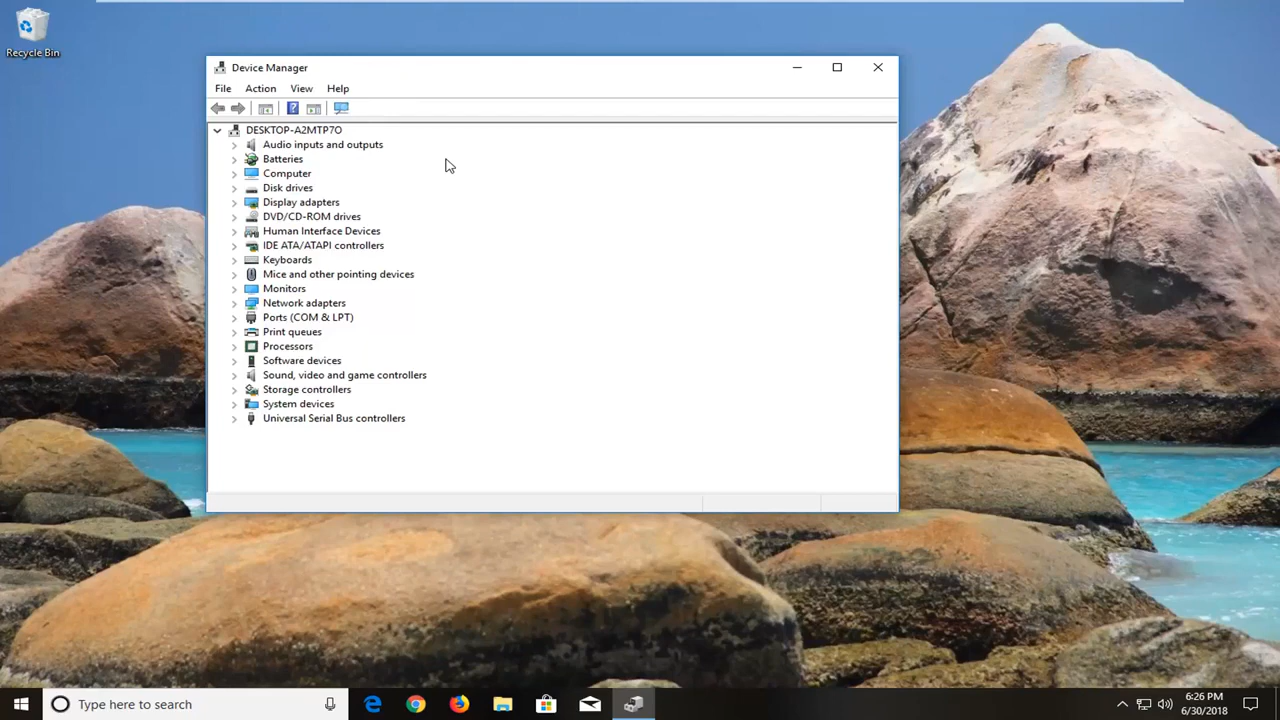 Recycle Bin
Device Manager
File Action View Help
DESKTOP-A2MTP7O
Audio inputs and outputs
Batteries
Computer
Disk drives
Display adapters
DVD/CD-ROM drives
Human Interface Devices
IDE ATA/ATAPI controllers
Keyboards
Mice and other pointing devices
Monitors
Network adapters
Ports (COM & LPT)
Print queues
Processors
Software devices
Sound, video and game controllers
Storage controllers
System devices
Universal Serial Bus controllers
Type here to search
6:26 PM
6/30/2018